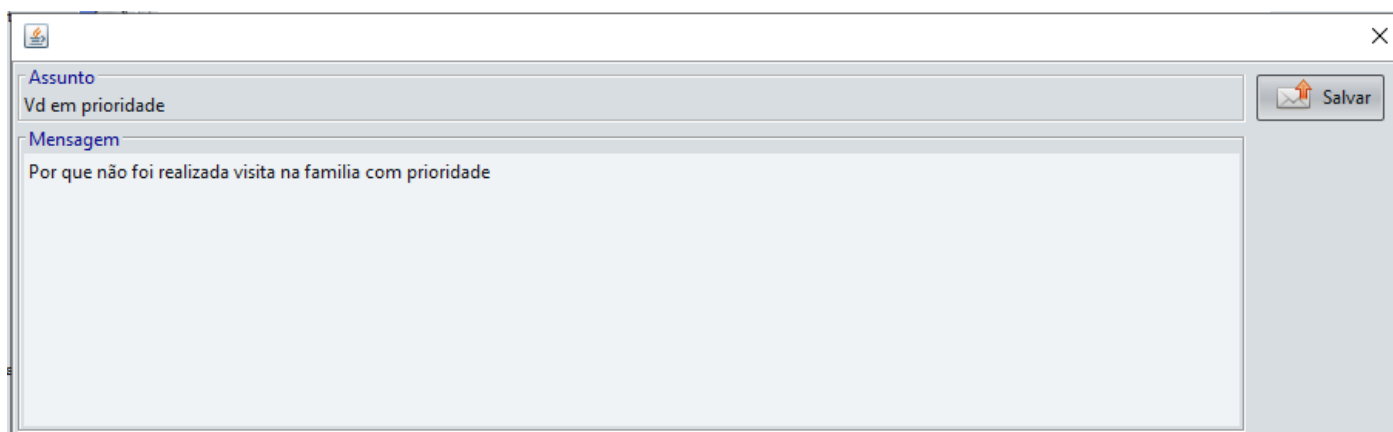 Assunto
Vd em prioridade
Salvar
Mensagem
Por que não foi realizada visita na familia com prioridade